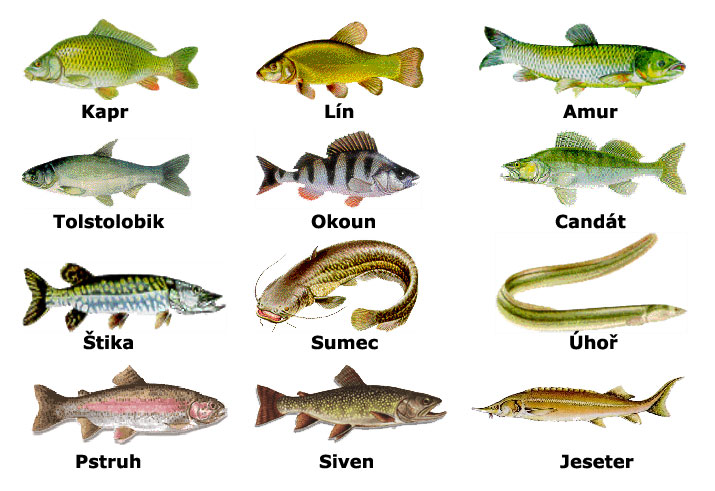 Kapr
Lín
Amur
Tolstolobik
Okoun
Candát
Štika
Sumec
Úhoř
Pstruh
Siven
Jeseter